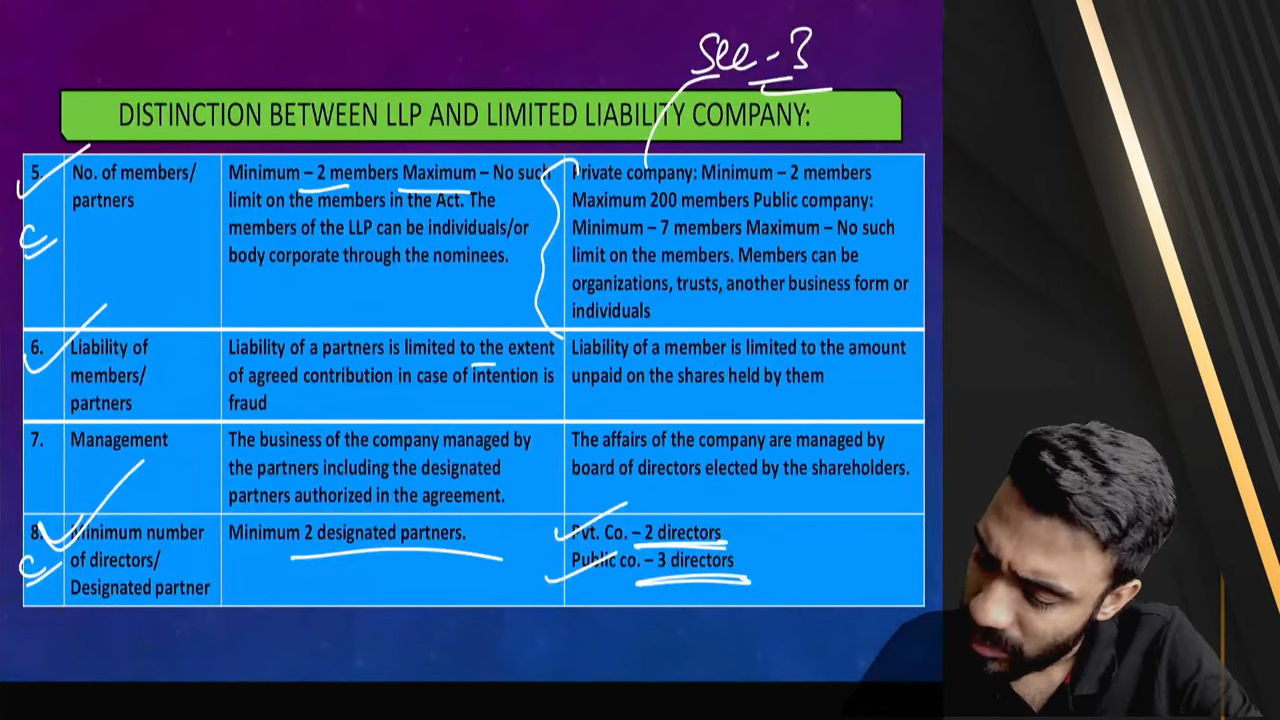 See - 3
DISTINCTION BETWEEN LLP AND LIMITED LIABILITY COMPANY:
5.
No. of members/
partners
Minimum – 2 members Maximum – No such
limit on the members in the Act. The
members of the LLP can be individuals/or
body corporate through the nominees.
Private company: Minimum – 2 members
Maximum 200 members Public company:
Minimum – 7 members Maximum – No such
limit on the members. Members can be
organizations, trusts, another business form or
individuals
6.
Liability of
members/
partners
Liability of a partners is limited to the extent
of agreed contribution in case of intention is
fraud
Liability of a member is limited to the amount
unpaid on the shares held by them
7.
Management
The business of the company managed by
the partners including the designated
partners authorized in the agreement.
The affairs of the company are managed by
board of directors elected by the shareholders.
8.
Minimum number
of directors/
Designated partner
Minimum 2 designated partners.
Pvt. Co. – 2 directors
Public co. – 3 directors